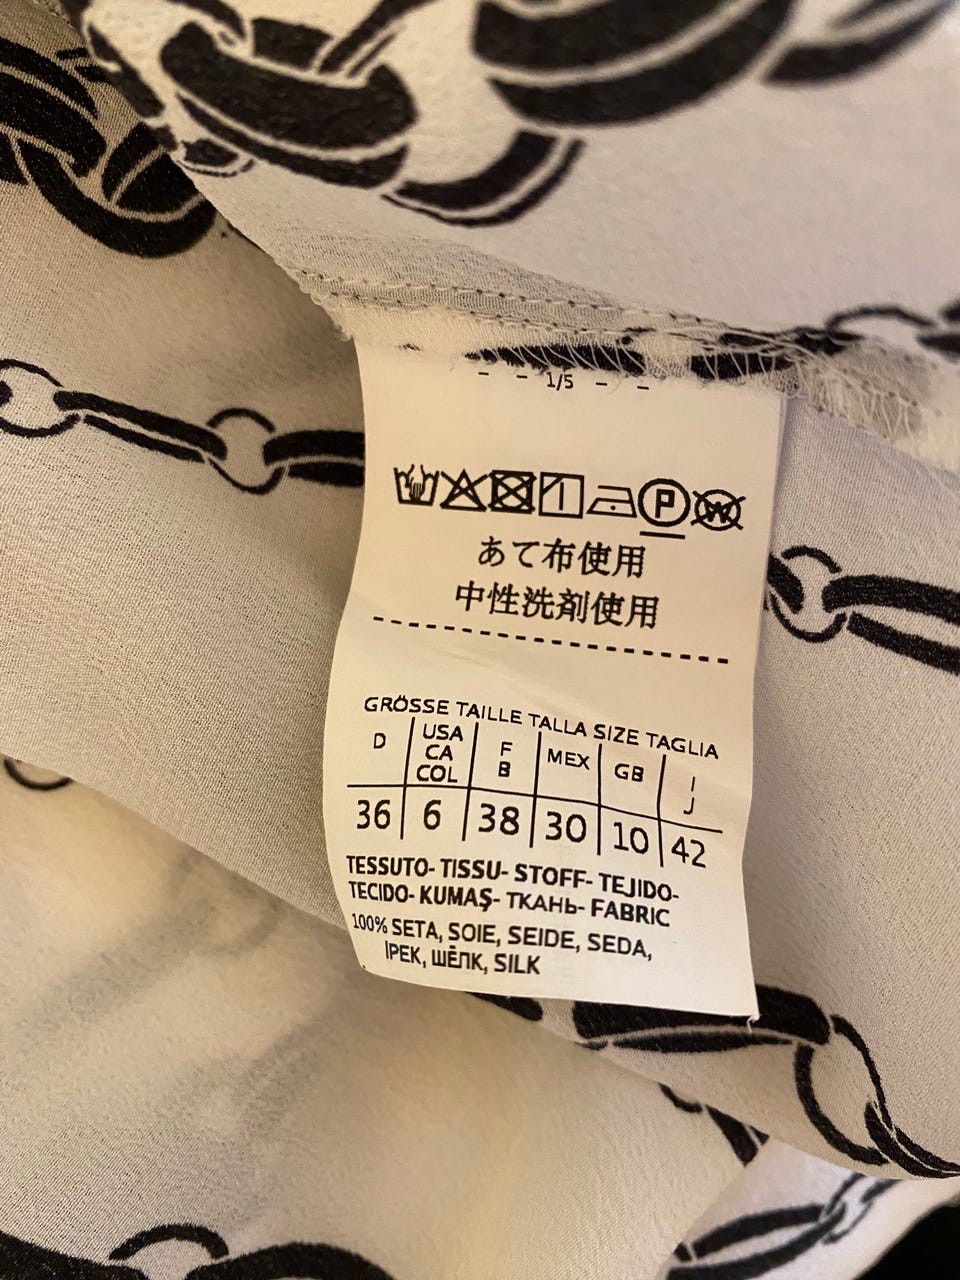 - - 1/5 - -
P W
あて布使用
中性洗剤使用
GRÖSSE TAILLE TALLA SIZE TAGLIA
D USA CA COL F B MEX GB I J
36 6 38 30 10 42
TESSUTO- TISSU- STOFF- TEJIDO-
TECIDO- KUMAŞ- ТКАНЬ- FABRIC
100% SETA, SOIE, SEIDE, SEDA,
İPEK, ШЁЛК, SILK